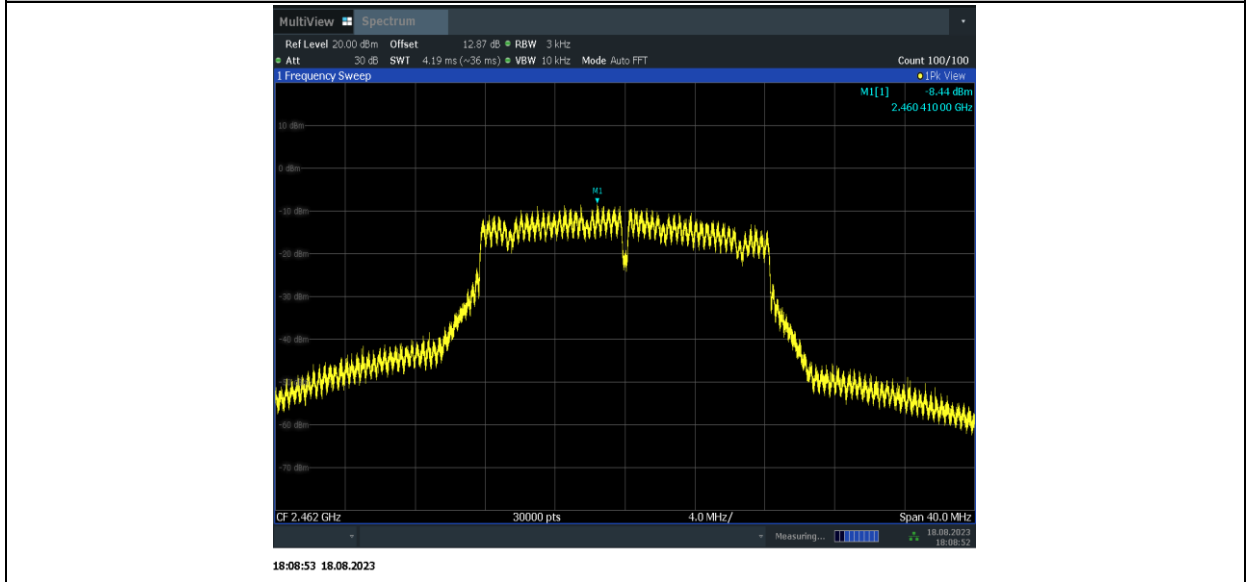 MultiView Spectrum
Ref Level 20.00 dBm Offset 12.87 dB RBW 3 kHz
Att 30 dB SWT 4.19 ms (~36 ms) VBW 10 kHz Mode Auto FFT Count 100/100
1 Frequency Sweep 1Pk View
M1[1] -8.44 dBm
2.460 410 00 GHz
10 dBm
0 dBm
M1
-10 dBm
-20 dBm
-30 dBm
-40 dBm
-60 dBm
-70 dBm
CF 2.462 GHz 30000 pts 4.0 MHz/ Span 40.0 MHz
Measuring... 18.08.2023
18:08:52
18:08:53 18.08.2023